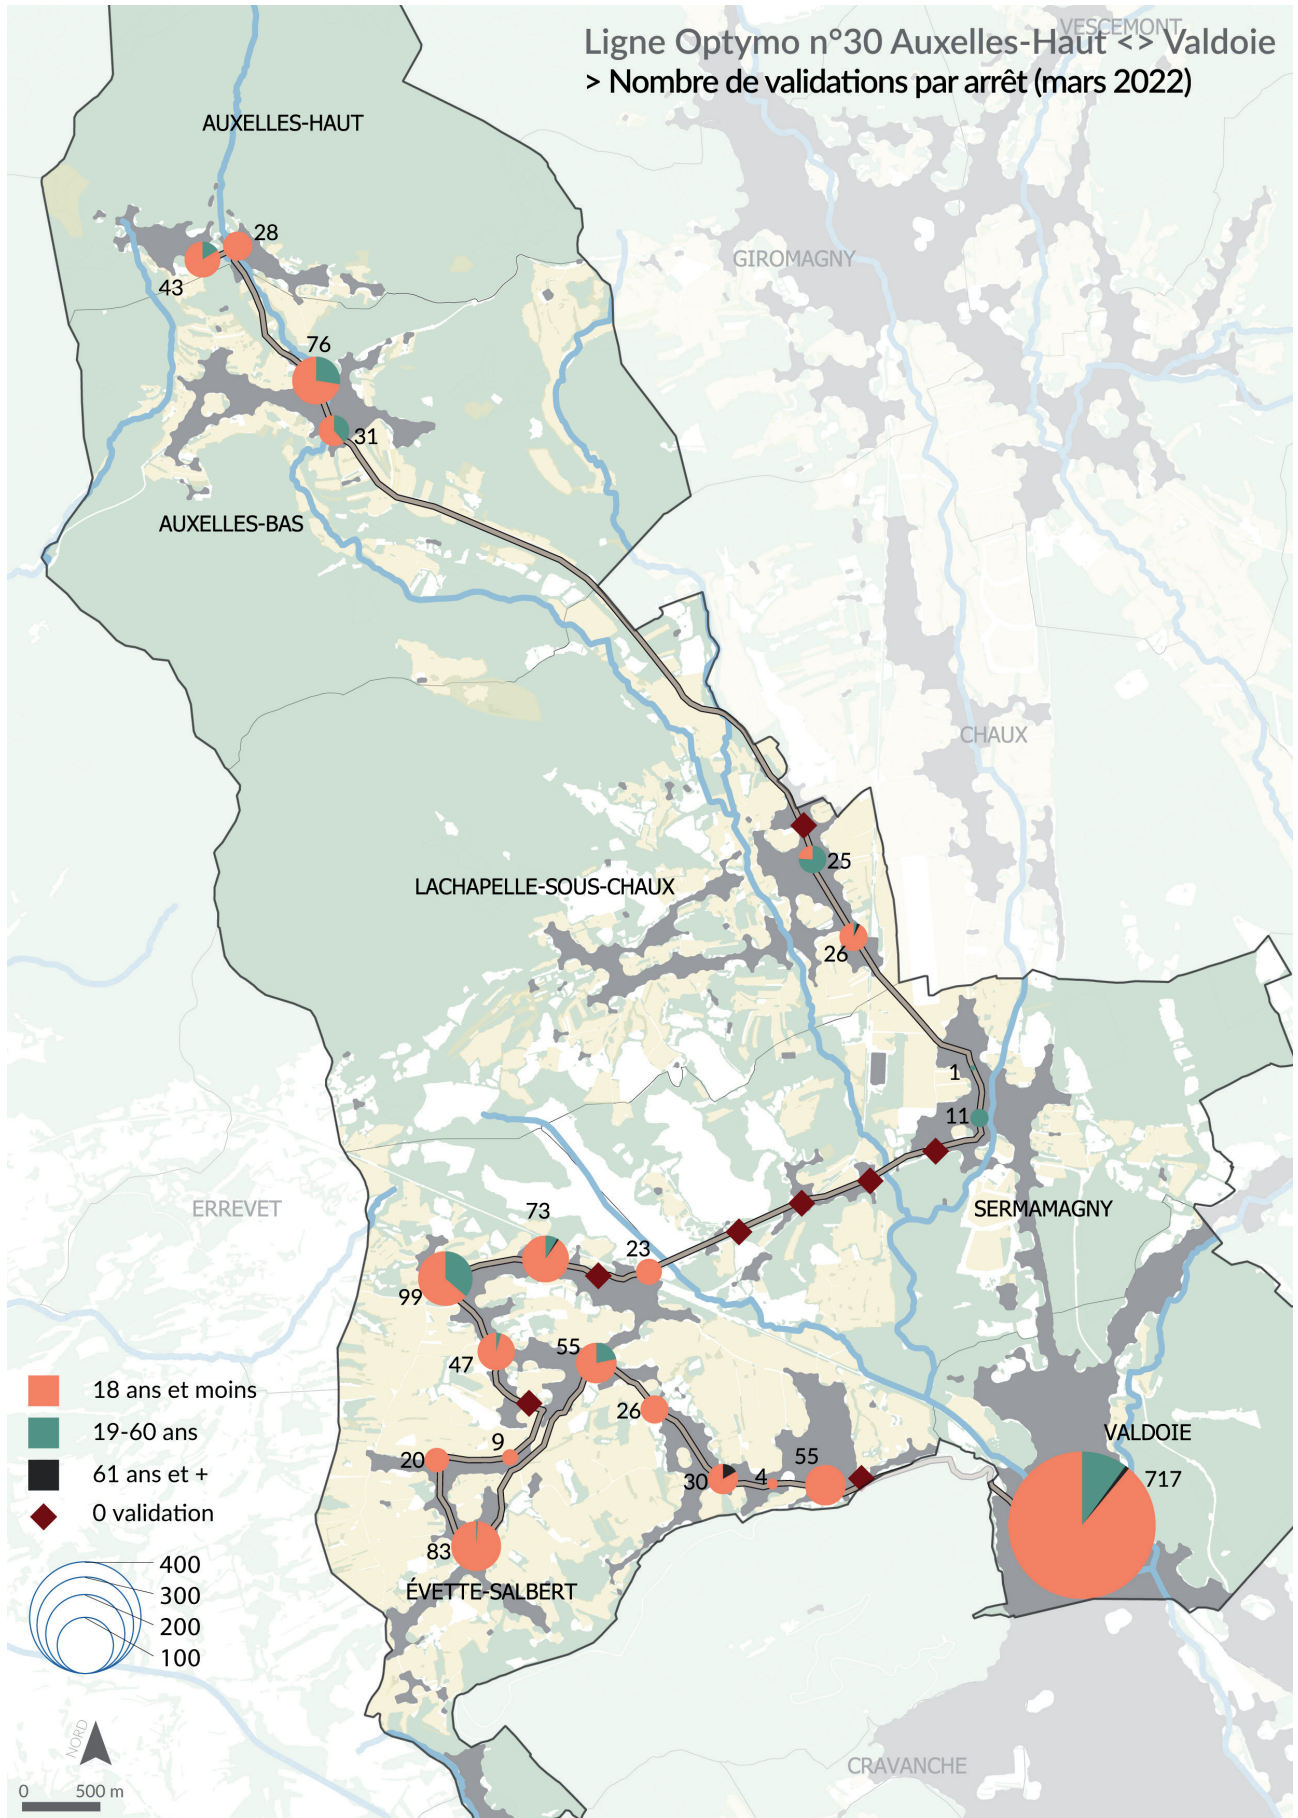 VESCEMONT
Ligne Optymo n°30 Auxelles-Haut <> Valdoie
> Nombre de validations par arrêt (mars 2022)
AUXELLES-HAUT
28
43
GIROMAGNY
76
31
AUXELLES-BAS
CHAUX
25
LACHAPELLE-SOUS-CHAUX
26
1
11
ERREVET
SERMAMAGNY
73
23
99
55
47
18 ans et moins
26
19-60 ans
VALDOIE
9
20
55
61 ans et +
30
4
717
0 validation
83
400
ÉVETTE-SALBERT
300
200
100
NORD
CRAVANCHE
0 500 m